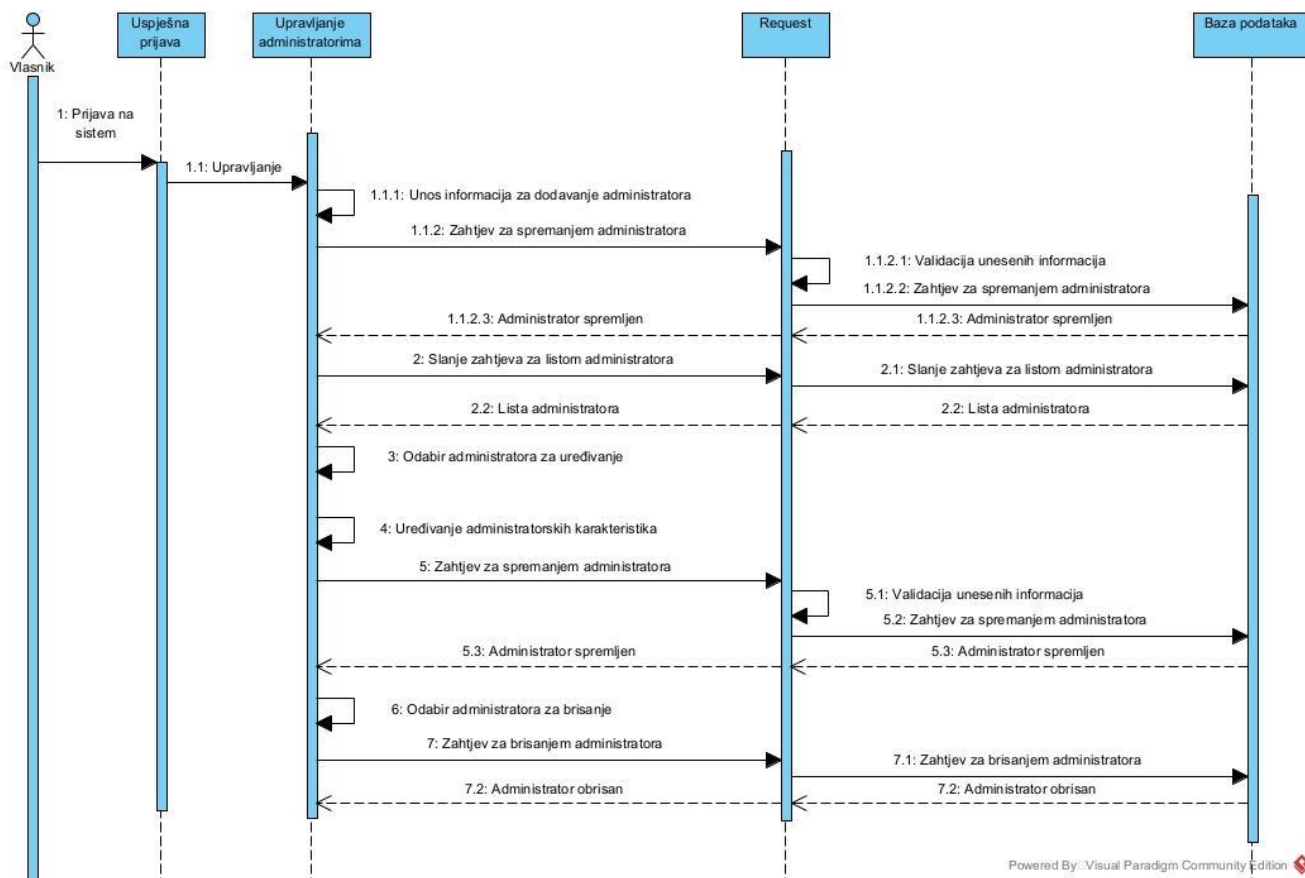 Vlasnik
Uspješna
prijava
Upravljanje
administratorima
Request
Baza podataka
1: Prijava na
sistem
1.1: Upravljanje
1.1.1: Unos informacija za dodavanje administratora
1.1.2: Zahtjev za spremanjem administratora
1.1.2.1: Validacija unesenih informacija
1.1.2.2: Zahtjev za spremanjem administratora
1.1.2.3: Administrator spremljen
1.1.2.3: Administrator spremljen
2: Slanje zahtjeva za listom administratora
2.1: Slanje zahtjeva za listom administratora
2.2: Lista administratora
2.2: Lista administratora
3: Odabir administratora za uređivanje
4: Uređivanje administratorskih karakteristika
5: Zahtjev za spremanjem administratora
5.1: Validacija unesenih informacija
5.2: Zahtjev za spremanjem administratora
5.3: Administrator spremljen
5.3: Administrator spremljen
6: Odabir administratora za brisanje
7: Zahtjev za brisanjem administratora
7.1: Zahtjev za brisanjem administratora
7.2: Administrator obrisan
7.2: Administrator obrisan
Powered By Visual Paradigm Community Edition